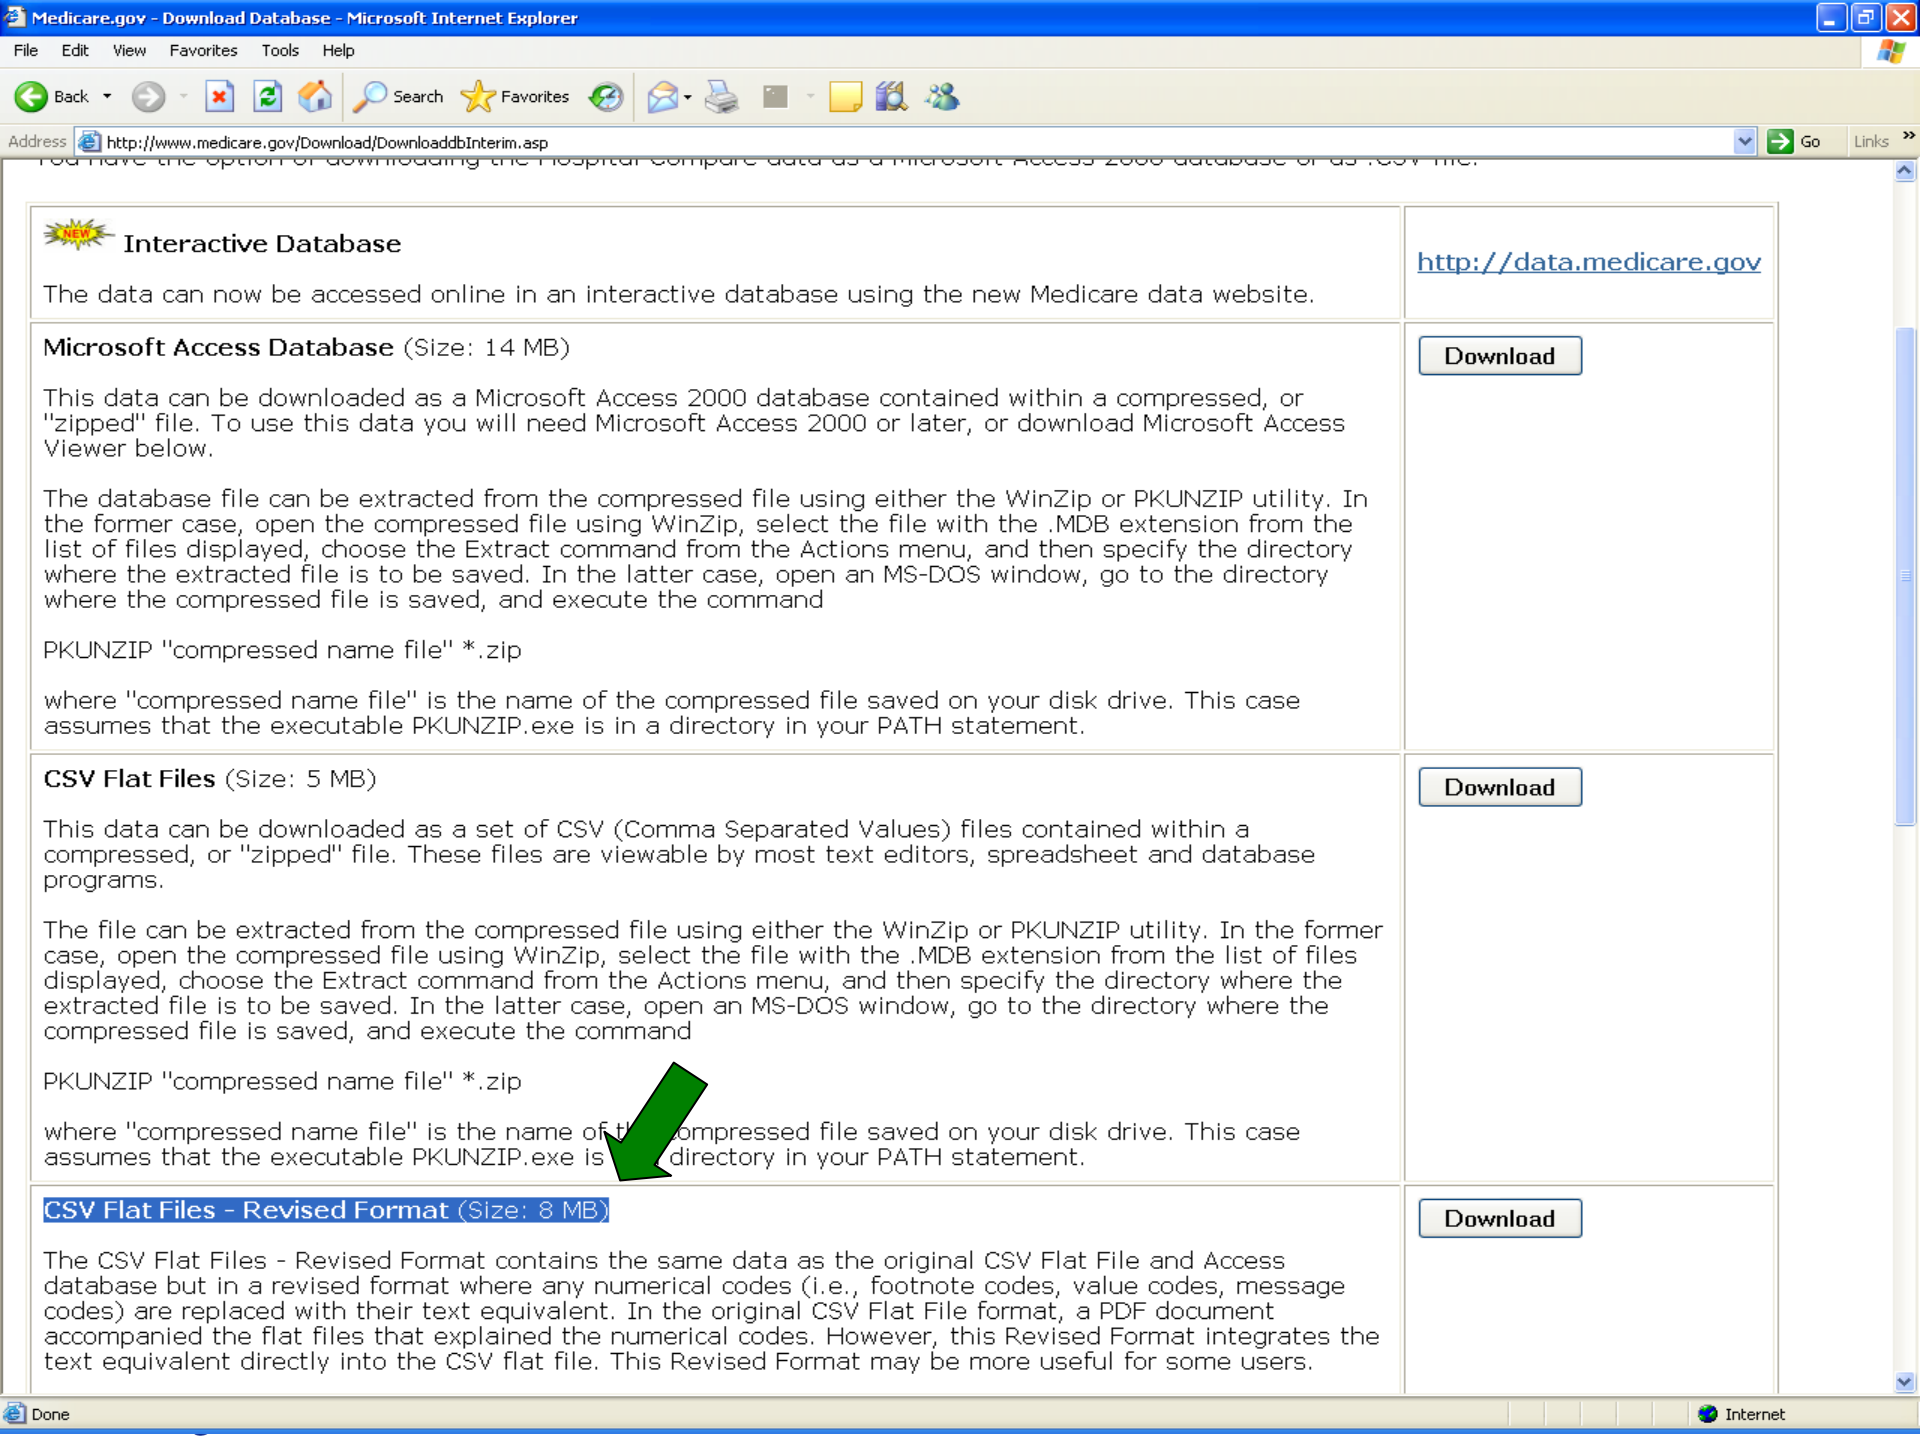 Medicare.gov - Download Database - Microsoft Internet Explorer
File Edit View Favorites Tools Help
Back Search Favorites
Address http://www.medicare.gov/Download/DownloaddbInterim.asp Go Links »
You have the option of downloading the Hospital Compare data as a Microsoft Access 2000 database or as .CSV file.
NEW Interactive Database
The data can now be accessed online in an interactive database using the new Medicare data website.
http://data.medicare.gov
Microsoft Access Database (Size: 14 MB)
Download
This data can be downloaded as a Microsoft Access 2000 database contained within a compressed, or
"zipped" file. To use this data you will need Microsoft Access 2000 or later, or download Microsoft Access
Viewer below.
The database file can be extracted from the compressed file using either the WinZip or PKUNZIP utility. In
the former case, open the compressed file using WinZip, select the file with the .MDB extension from the
list of files displayed, choose the Extract command from the Actions menu, and then specify the directory
where the extracted file is to be saved. In the latter case, open an MS-DOS window, go to the directory
where the compressed file is saved, and execute the command
PKUNZIP "compressed name file" *.zip
where "compressed name file" is the name of the compressed file saved on your disk drive. This case
assumes that the executable PKUNZIP.exe is in a directory in your PATH statement.
CSV Flat Files (Size: 5 MB)
Download
This data can be downloaded as a set of CSV (Comma Separated Values) files contained within a
compressed, or "zipped" file. These files are viewable by most text editors, spreadsheet and database
programs.
The file can be extracted from the compressed file using either the WinZip or PKUNZIP utility. In the former
case, open the compressed file using WinZip, select the file with the .MDB extension from the list of files
displayed, choose the Extract command from the Actions menu, and then specify the directory where the
extracted file is to be saved. In the latter case, open an MS-DOS window, go to the directory where the
compressed file is saved, and execute the command
PKUNZIP "compressed name file" *.zip
where "compressed name file" is the name of compressed file saved on your disk drive. This case
assumes that the executable PKUNZIP.exe is directory in your PATH statement.
CSV Flat Files - Revised Format (Size: 8 MB)
Download
The CSV Flat Files - Revised Format contains the same data as the original CSV Flat File and Access
database but in a revised format where any numerical codes (i.e., footnote codes, value codes, message
codes) are replaced with their text equivalent. In the original CSV Flat File format, a PDF document
accompanied the flat files that explained the numerical codes. However, this Revised Format integrates the
text equivalent directly into the CSV flat file. This Revised Format may be more useful for some users.
Done Internet